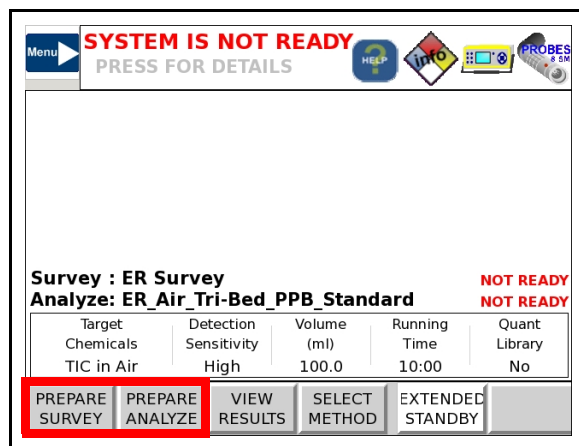 Menu
SYSTEM IS NOT READY
PRESS FOR DETAILS
HELP
info
PROBES
& SM
Survey : ER Survey
NOT READY
Analyze: ER_Air_Tri-Bed_PPB_Standard
NOT READY
Target Detection Volume Running Quant
Chemicals Sensitivity (ml) Time Library
TIC in Air High 100.0 10:00 No
PREPARE PREPARE VIEW SELECT EXTENDED
SURVEY ANALYZE RESULTS METHOD STANDBY